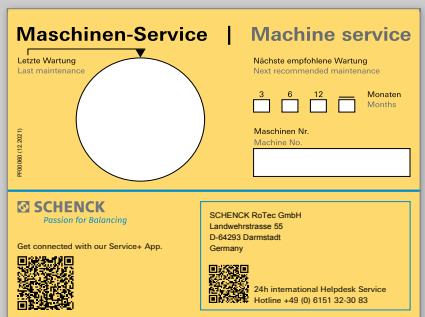 Maschinen-Service | Machine service
Letzte Wartung
Last maintenance
Nächste empfohlene Wartung
Next recommended maintenance
3 6 12 __ Monaten
Months
Maschinen Nr.
Machine No.
PR90060 (12.2021)
SCHENCK
Passion for Balancing
Get connected with our Service+ App.
SCHENCK RoTec GmbH
Landwehrstrasse 55
D-64293 Darmstadt
Germany
24h international Helpdesk Service
Hotline +49 (0) 6151 32-30 83